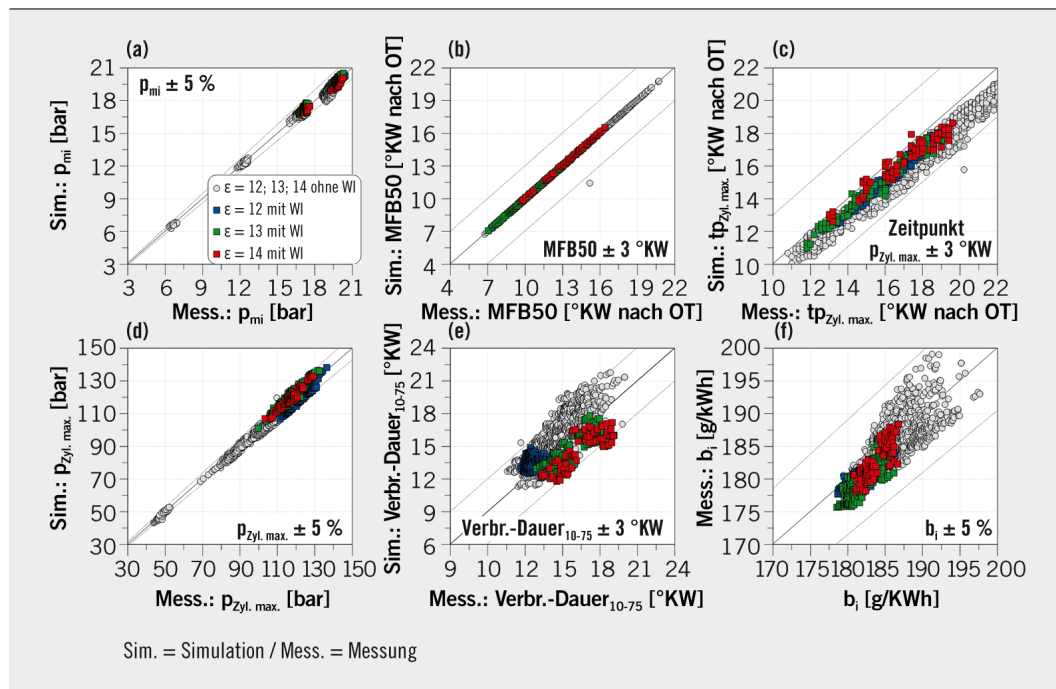 (a)
p_mi ± 5 %
21
18
15
12
9
6
3
Sim.: p_mi [bar]
ε = 12; 13; 14 ohne WI
ε = 12 mit WI
ε = 13 mit WI
ε = 14 mit WI
3 6 9 12 15 18 21
Mess.: p_mi [bar]
(b)
22
19
16
13
10
7
4
Sim.: MFB50 [°KW nach OT]
MFB50 ± 3 °KW
4 7 10 13 16 19 22
Mess.: MFB50 [°KW nach OT]
(c)
22
20
18
16
14
12
10
Sim.: tp_Zyl. max. [°KW nach OT]
Zeitpunkt
p_Zyl. max. ± 3 °KW
10 12 14 16 18 20 22
Mess.: tp_Zyl. max. [°KW nach OT]
(d)
150
130
110
90
70
50
30
Sim.: p_Zyl. max. [bar]
p_Zyl. max. ± 5 %
30 50 70 90 110 130 150
Mess.: p_Zyl. max. [bar]
(e)
24
21
18
15
12
9
6
Sim.: Verbr.-Dauer_10-75 [°KW]
Verbr.-Dauer_10-75 ± 3 °KW
9 12 15 18 21 24
Mess.: Verbr.-Dauer_10-75 [°KW]
(f)
200
195
190
185
180
175
170
Mess.: b_i [g/kWh]
b_i ± 5 %
170 175 180 185 190 195 200
b_i [g/KWh]
Sim. = Simulation / Mess. = Messung